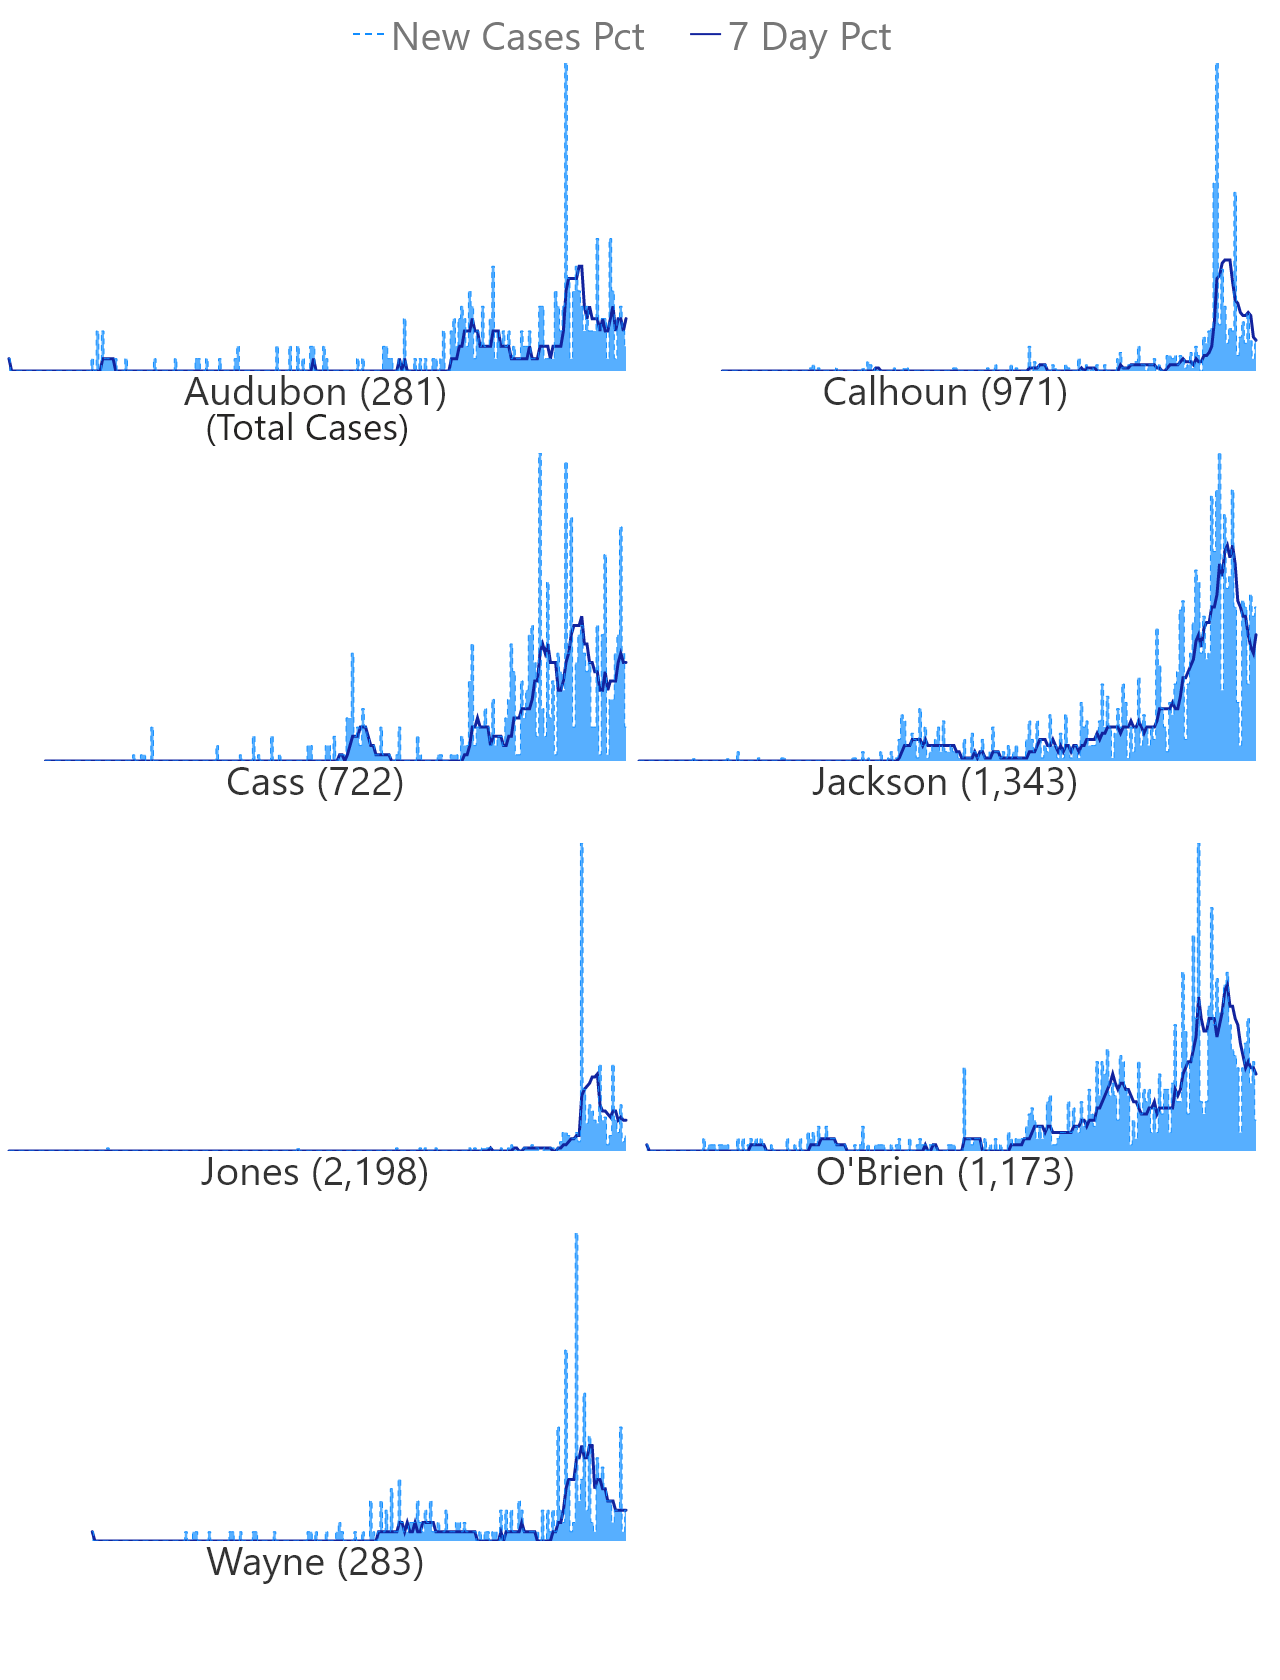 New Cases Pct 7 Day Pct
Audubon (281)
(Total Cases)
Calhoun (971)
Cass (722)
Jackson (1,343)
Jones (2,198)
O'Brien (1,173)
Wayne (283)